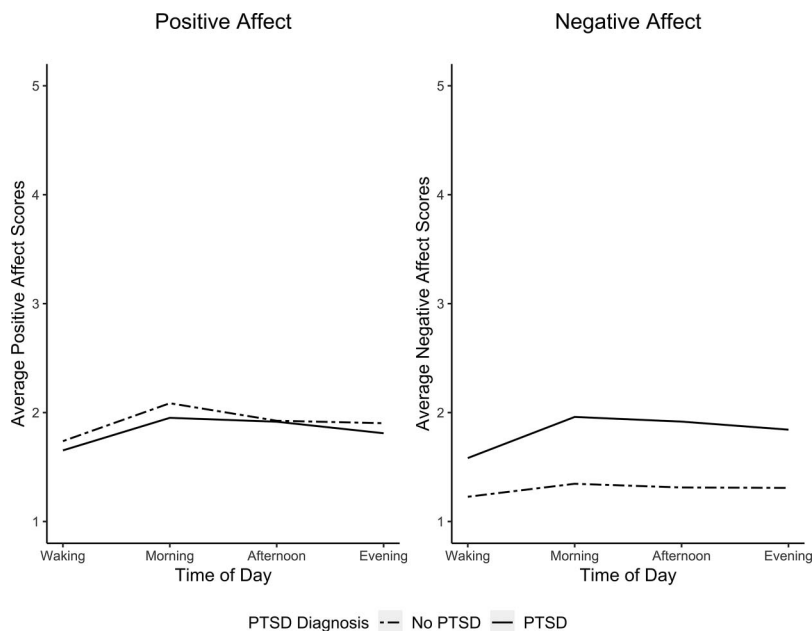 Positive Affect
Average Positive Affect Scores
5
4
3
2
1
Waking Morning Afternoon Evening
Time of Day
Negative Affect
Average Negative Affect Scores
5
4
3
2
1
Waking Morning Afternoon Evening
Time of Day
PTSD Diagnosis No PTSD PTSD